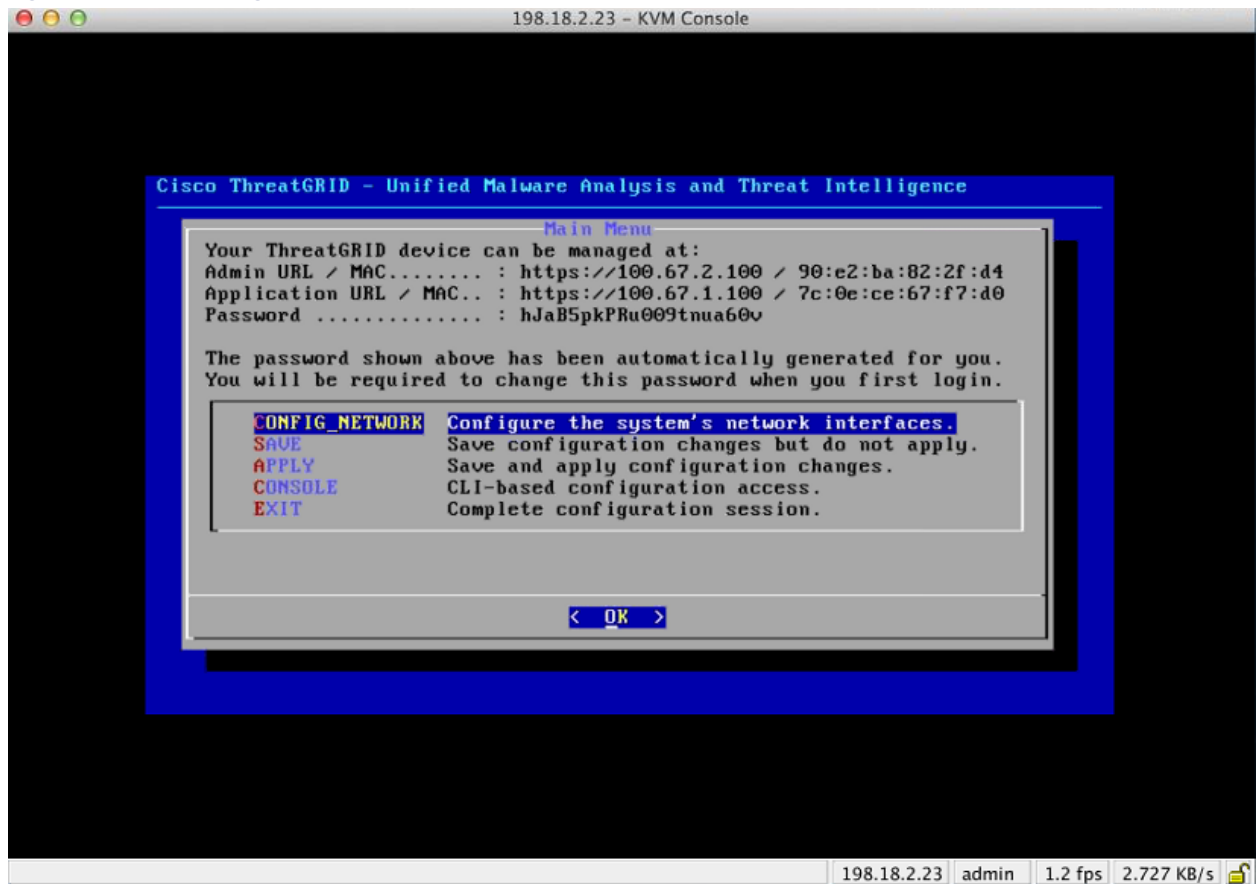 198.18.2.23 – KVM Console
Cisco ThreatGRID - Unified Malware Analysis and Threat Intelligence
Main Menu
Your ThreatGRID device can be managed at:
Admin URL / MAC........ : https://100.67.2.100 / 90:e2:ba:82:2f:d4
Application URL / MAC.. : https://100.67.1.100 / 7c:0e:ce:67:f7:d0
Password .............. : hJaB5pkPRu009tnua60v
The password shown above has been automatically generated for you.
You will be required to change this password when you first login.
CONFIG_NETWORK Configure the system's network interfaces.
SAVE Save configuration changes but do not apply.
APPLY Save and apply configuration changes.
CONSOLE CLI-based configuration access.
EXIT Complete configuration session.
< OK >
198.18.2.23 admin 1.2 fps 2.727 KB/s